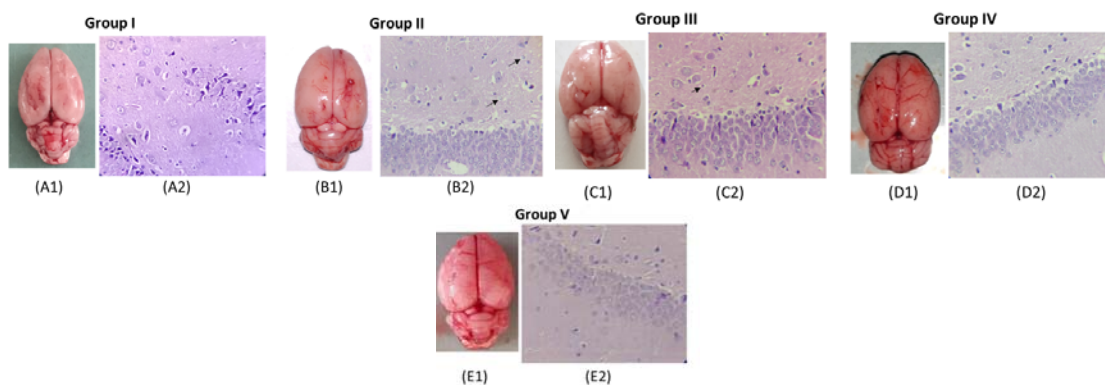 Group I
Group II
Group III
Group IV
(A1)
(A2)
(B1)
(B2)
(C1)
(C2)
(D1)
(D2)
Group V
(E1)
(E2)